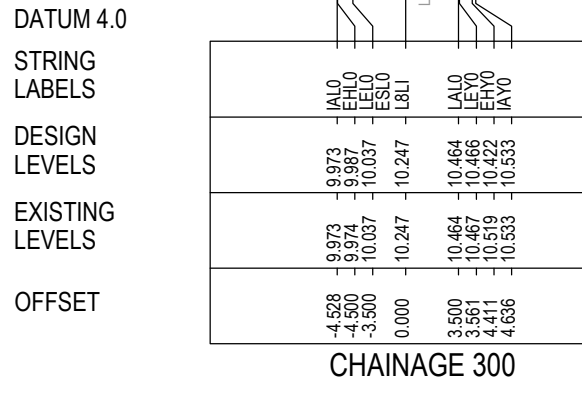 DATUM 4.0
STRING
LABELS
IAL0
EHL0
LEL0
ESL0
L8LI
LAL0
LEY0
EHY0
IAY0
DESIGN
LEVELS
9.973
9.987
10.037
10.247
10.464
10.466
10.422
10.533
EXISTING
LEVELS
9.973
9.974
10.037
10.247
10.464
10.467
10.519
10.533
OFFSET
-4.528
-4.500
-3.500
0.000
3.500
3.561
4.411
4.636
CHAINAGE 300